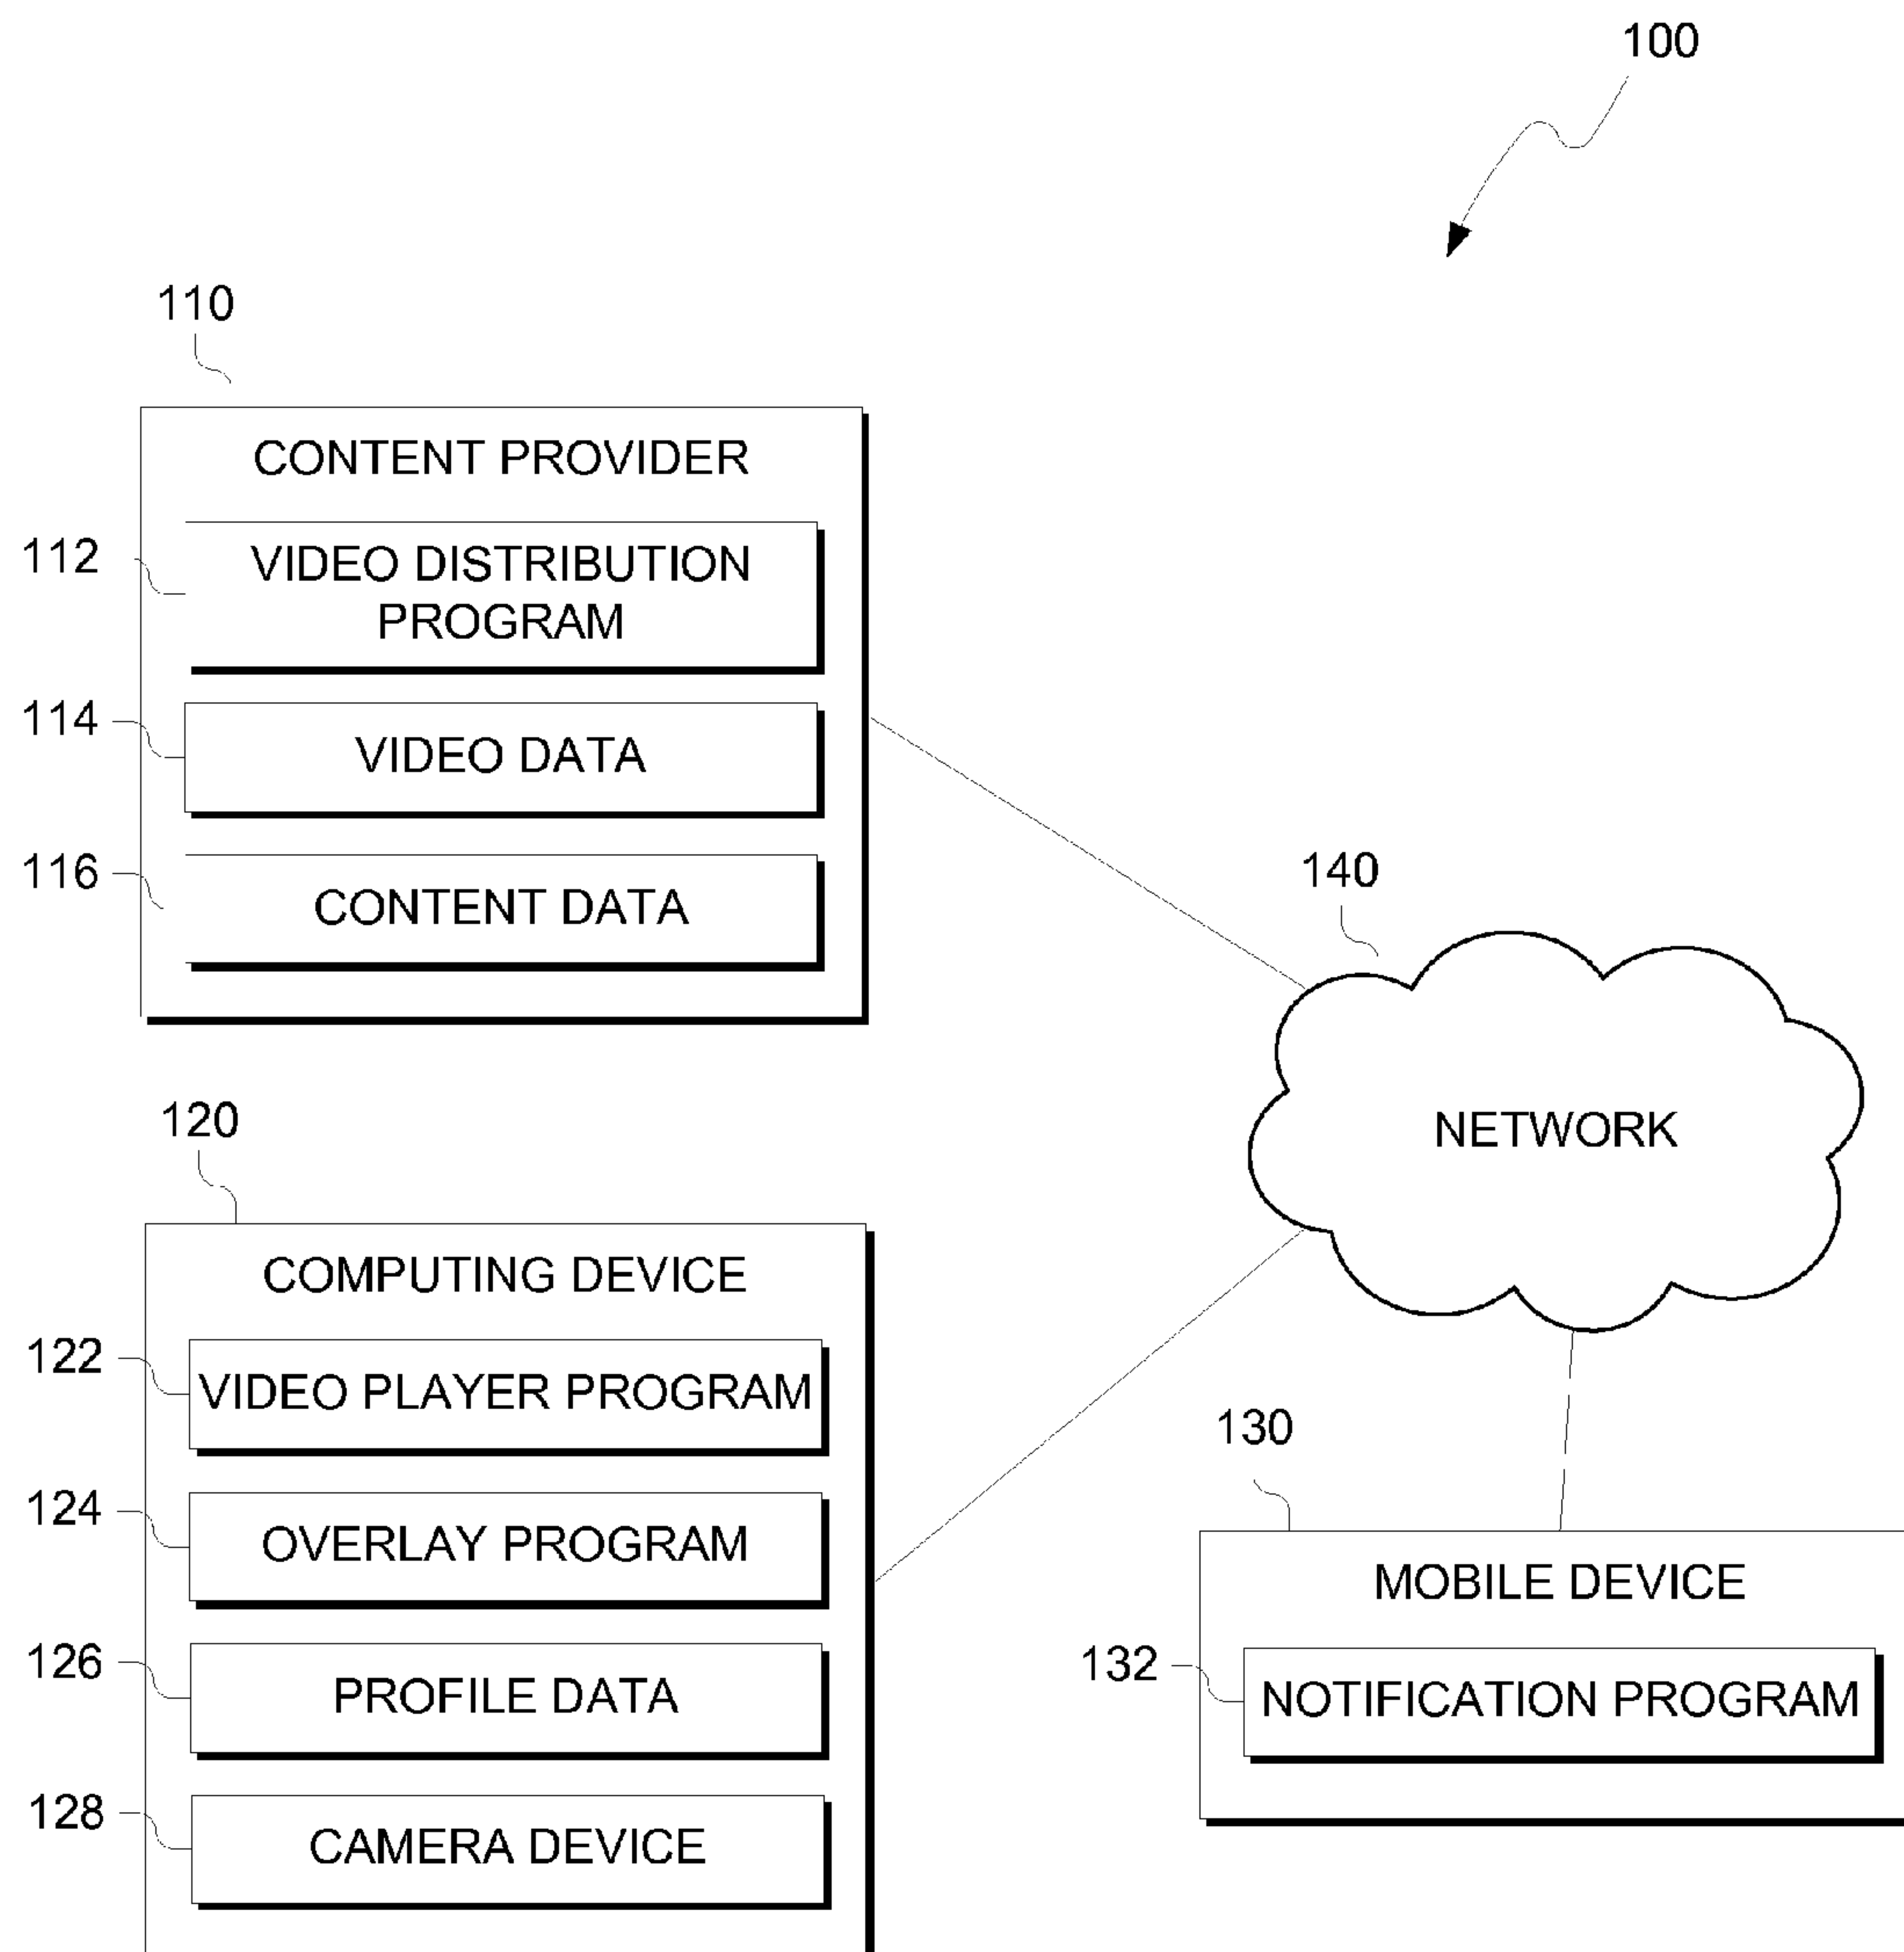 100
110
CONTENT PROVIDER
112
VIDEO DISTRIBUTION
PROGRAM
114
VIDEO DATA
116
CONTENT DATA
140
NETWORK
120
COMPUTING DEVICE
122
VIDEO PLAYER PROGRAM
124
OVERLAY PROGRAM
126
PROFILE DATA
128
CAMERA DEVICE
130
MOBILE DEVICE
132
NOTIFICATION PROGRAM